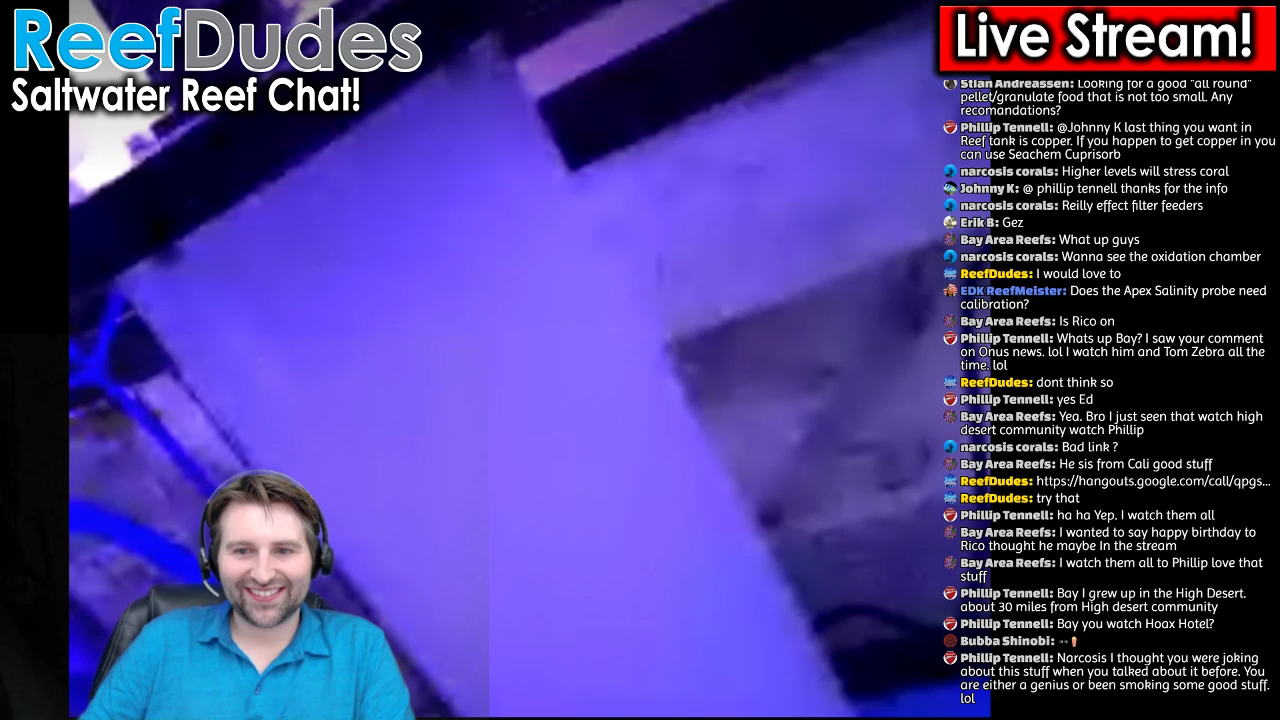 ReefDudes
Saltwater Reef Chat!
Live Stream!
Stian Andreassen: Looking for a good "all round"
pellet/granulate food that is not too small. Any
recomandations?
Phillip Tennell: @Johnny K last thing you want in
Reef tank is copper. If you happen to get copper in you
can use Seachem Cuprisorb
narcosis corals: Higher levels will stress coral
Johnny K: @ phillip tennell thanks for the info
narcosis corals: Reilly effect filter feeders
Erik B: Gez
Bay Area Reefs: What up guys
narcosis corals: Wanna see the oxidation chamber
ReefDudes: I would love to
EDK ReefMeister: Does the Apex Salinity probe need
calibration?
Bay Area Reefs: Is Rico on
Phillip Tennell: Whats up Bay? I saw your comment
on Onus news. lol I watch him and Tom Zebra all the
time. lol
ReefDudes: dont think so
Phillip Tennell: yes Ed
Bay Area Reefs: Yea. Bro I just seen that watch high
desert community watch Phillip
narcosis corals: Bad link ?
Bay Area Reefs: He sis from Cali good stuff
ReefDudes: https://hangouts.google.com/call/qpgs...
ReefDudes: try that
Phillip Tennell: ha ha Yep. I watch them all
Bay Area Reefs: I wanted to say happy birthday to
Rico thought he maybe In the stream
Bay Area Reefs: I watch them all to Phillip love that
stuff
Phillip Tennell: Bay I grew up in the High Desert.
about 30 miles from High desert community
Phillip Tennell: Bay you watch Hoax Hotel?
Bubba Shinobi:
Phillip Tennell: Narcosis I thought you were joking
about this stuff when you talked about it before. You
are either a genius or been smoking some good stuff.
lol